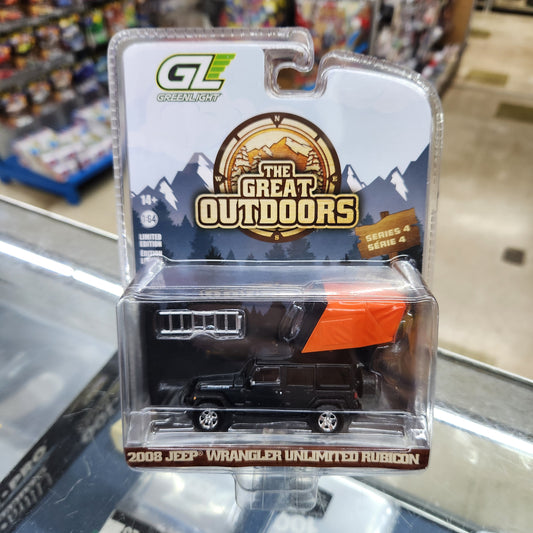 GL
GREENLIGHT
N
W
E
S
THE
GREAT
OUTDOORS
14+
1:64
LIMITED
EDITION
ÉDITION
SERIES 4
SÉRIE 4
2008 JEEP® WRANGLER UNLIMITED RUBICON